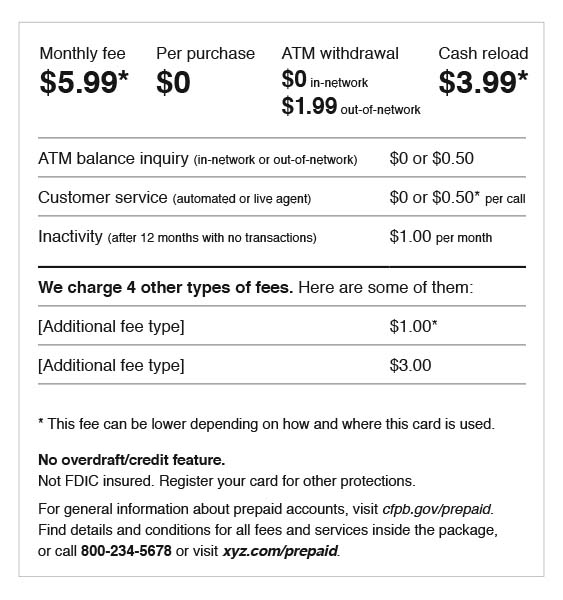 Monthly fee Per purchase ATM withdrawal Cash reload
$5.99* $0 $0 in-network $3.99*
$1.99 out-of-network
ATM balance inquiry (in-network or out-of-network) $0 or $0.50
Customer service (automated or live agent) $0 or $0.50* per call
Inactivity (after 12 months with no transactions) $1.00 per month
We charge 4 other types of fees. Here are some of them:
[Additional fee type] $1.00*
[Additional fee type] $3.00
* This fee can be lower depending on how and where this card is used.
No overdraft/credit feature.
Not FDIC insured. Register your card for other protections.
For general information about prepaid accounts, visit cfpb.gov/prepaid.
Find details and conditions for all fees and services inside the package,
or call 800-234-5678 or visit xyz.com/prepaid.